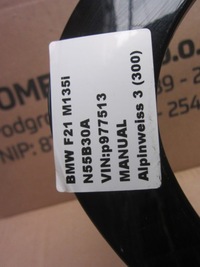 BMW F21 M135i
N55B30A
VIN:p977513
MANUAL
Alpinweiss 3 (300)